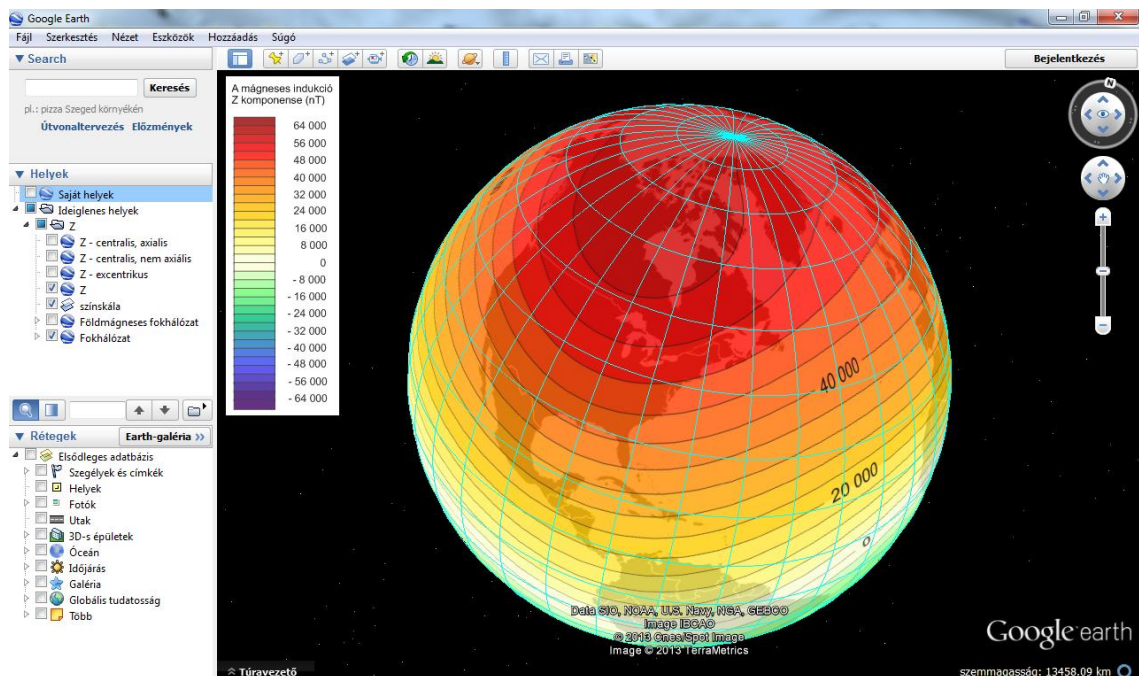 Google Earth
Fájl Szerkesztés Nézet Eszközök Hozzáadás Súgó
Search
Keresés
pl.: pizza Szeged környékén
Útvonaltervezés Előzmények
Helyek
Saját helyek
Ideiglenes helyek
Z
Z - centralis, axialis
Z - centralis, nem axiális
Z - excentrikus
Z
színskála
Földmágneses fokhálózat
Fokhálózat
Rétegek Earth-galéria >>
Elsődleges adatbázis
Szegélyek és címkék
Helyek
Fotók
Utak
3D-s épületek
Óceán
Időjárás
Galéria
Globális tudatosság
Több
Bejelentkezés
A mágneses indukció
Z komponense (nT)
64 000
56 000
48 000
40 000
32 000
24 000
16 000
8 000
0
- 8 000
- 16 000
- 24 000
- 32 000
- 40 000
- 48 000
- 56 000
- 64 000
N
40 000
20 000
0
Data SIO, NOAA, U.S. Navy, NGA, GEBCO
Image IBCAO
© 2013 Cnes/Spot Image
Image © 2013 TerraMetrics
Google earth
Túravezető
szemmagasság: 13458.09 km